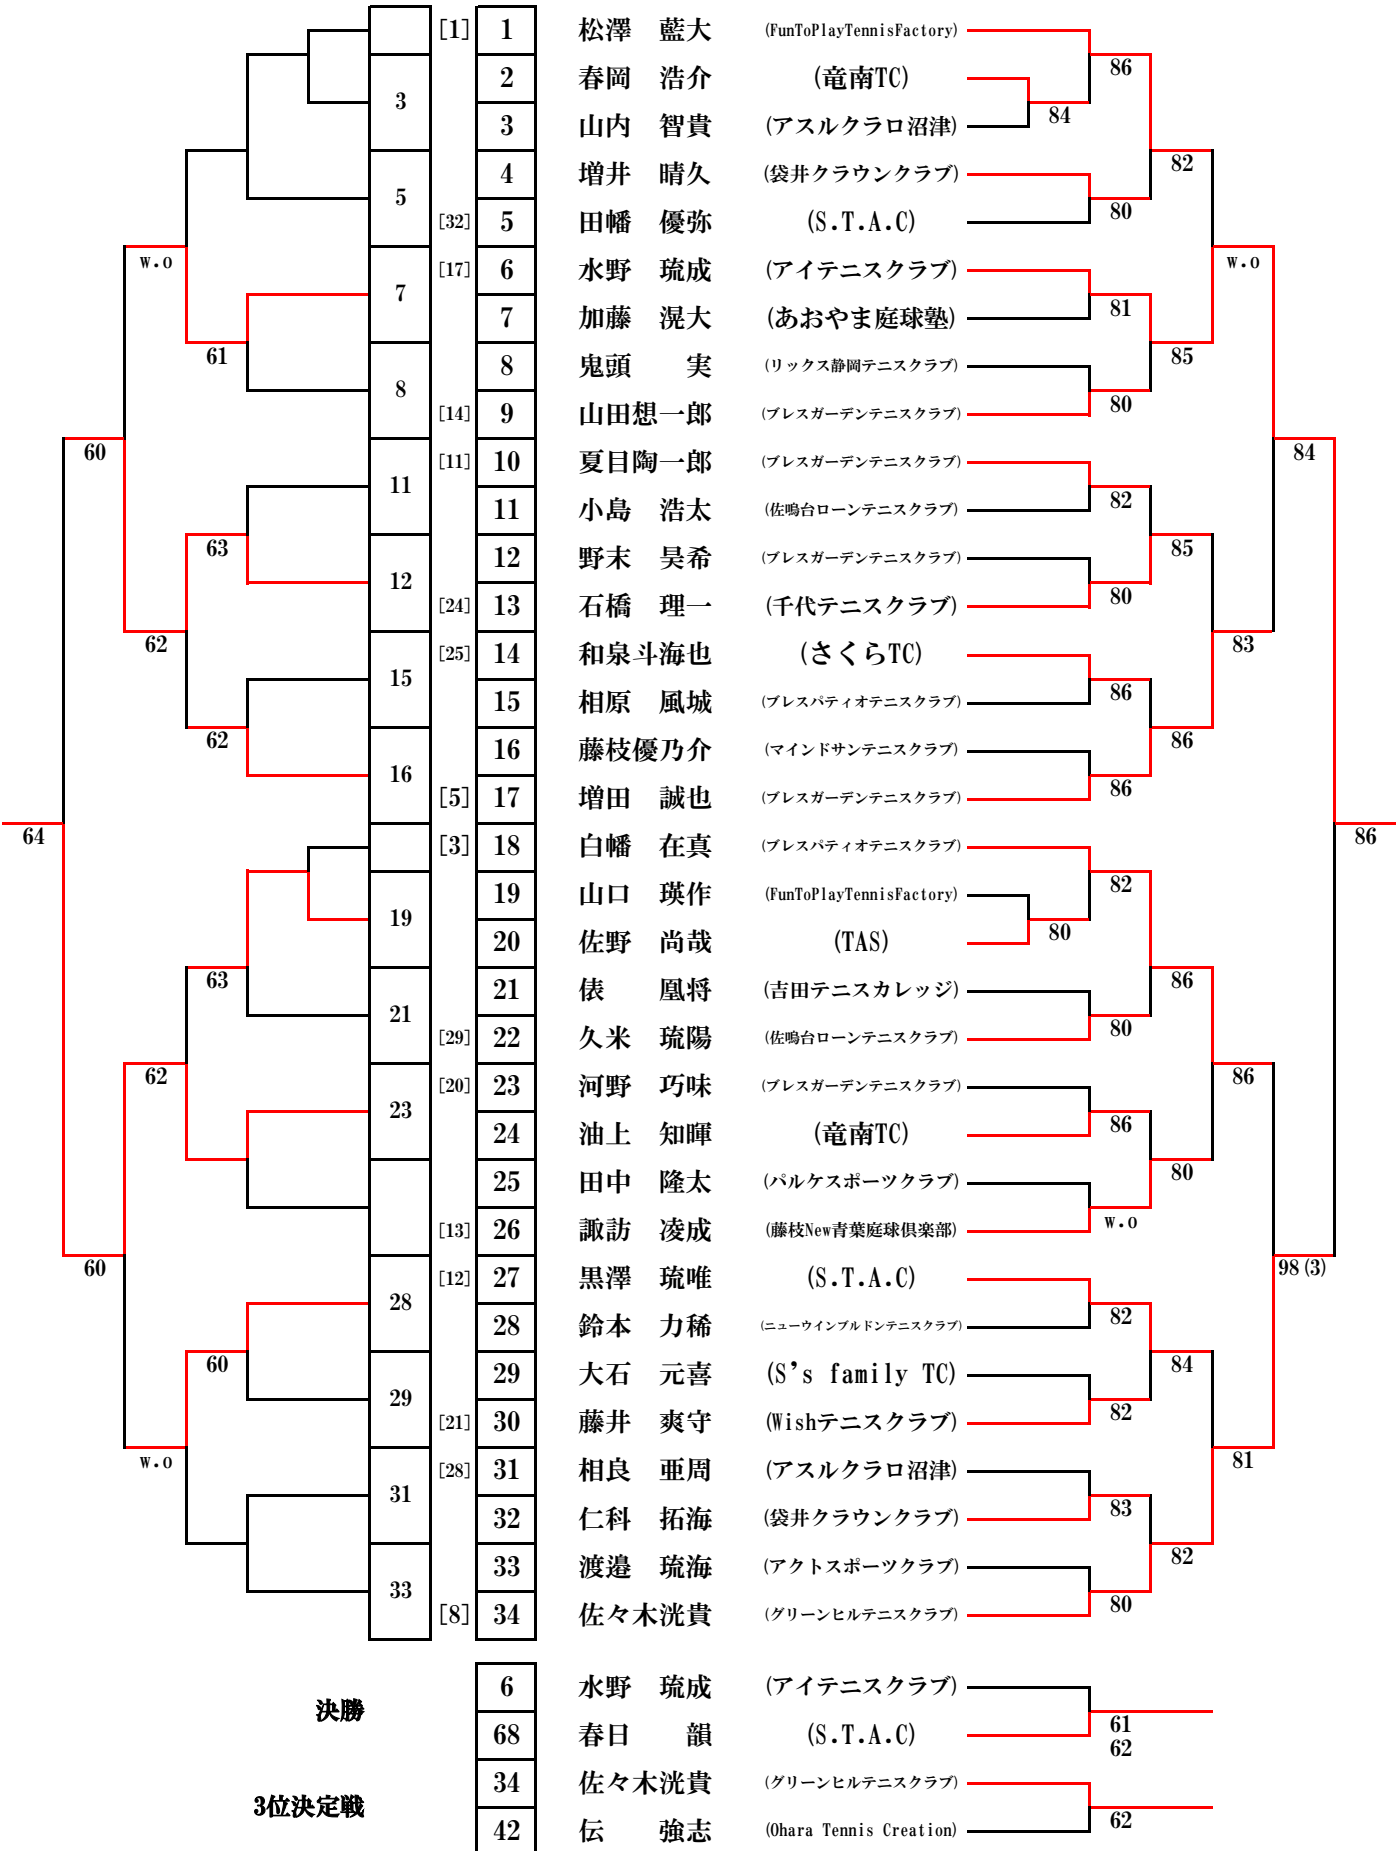 [1] 1 松澤 藍大 (FunToPlayTennisFactory)
2 春岡 浩介 (竜南TC) 86
3
3 山内 智貴 (アスルクラロ沼津) 84
4 増井 晴久 (袋井クラウンクラブ) 82
5
[32] 5 田幡 優弥 (S.T.A.C) 80
w.o [17] 6 水野 琉成 (アイテニスクラブ) w.o
7
7 加藤 滉大 (あおやま庭球塾) 81
61 8 鬼頭 実 (リックス静岡テニスクラブ) 85
8
[14] 9 山田想一郎 (ブレスガーデンテニスクラブ) 80
60 [11] 10 夏目陶一郎 (ブレスガーデンテニスクラブ) 84
11
11 小島 浩太 (佐鳴台ローンテニスクラブ) 82
63 12 野末 昊希 (ブレスガーデンテニスクラブ) 85
12
[24] 13 石橋 理一 (千代テニスクラブ) 80
62 [25] 14 和泉斗海也 (さくらTC) 83
15
15 相原 風城 (ブレスパティオテニスクラブ) 86
62 16 藤枝優乃介 (マインドサンテニスクラブ) 86
16
[5] 17 増田 誠也 (ブレスガーデンテニスクラブ) 86
64 [3] 18 白幡 在真 (ブレスパティオテニスクラブ) 86
19 山口 瑛作 (FunToPlayTennisFactory) 82
19
20 佐野 尚哉 (TAS) 80
63 21 俵 凰将 (吉田テニスカレッジ) 86
21
[29] 22 久米 琉陽 (佐鳴台ローンテニスクラブ) 80
62 [20] 23 河野 巧味 (ブレスガーデンテニスクラブ) 86
23
24 油上 知暉 (竜南TC) 86
25 田中 隆太 (パルケスポーツクラブ) 80
[13] 26 諏訪 凌成 (藤枝New青葉庭球倶楽部) w.o
60 [12] 27 黒澤 琉唯 (S.T.A.C) 98(3)
28
28 鈴木 力稀 (ニューウインブルドンテニスクラブ) 82
60 29 大石 元喜 (S’s family TC) 84
29
[21] 30 藤井 爽守 (Wishテニスクラブ) 82
w.o [28] 31 相良 亜周 (アスルクラロ沼津) 81
31
32 仁科 拓海 (袋井クラウンクラブ) 83
33 渡邉 琉海 (アクトスポーツクラブ) 82
33
[8] 34 佐々木洸貴 (グリーンヒルテニスクラブ) 80
6 水野 琉成 (アイテニスクラブ)
決勝
68 春日 韻 (S.T.A.C) 61
62
34 佐々木洸貴 (グリーンヒルテニスクラブ)
3位決定戦
42 伝 強志 (Ohara Tennis Creation) 62